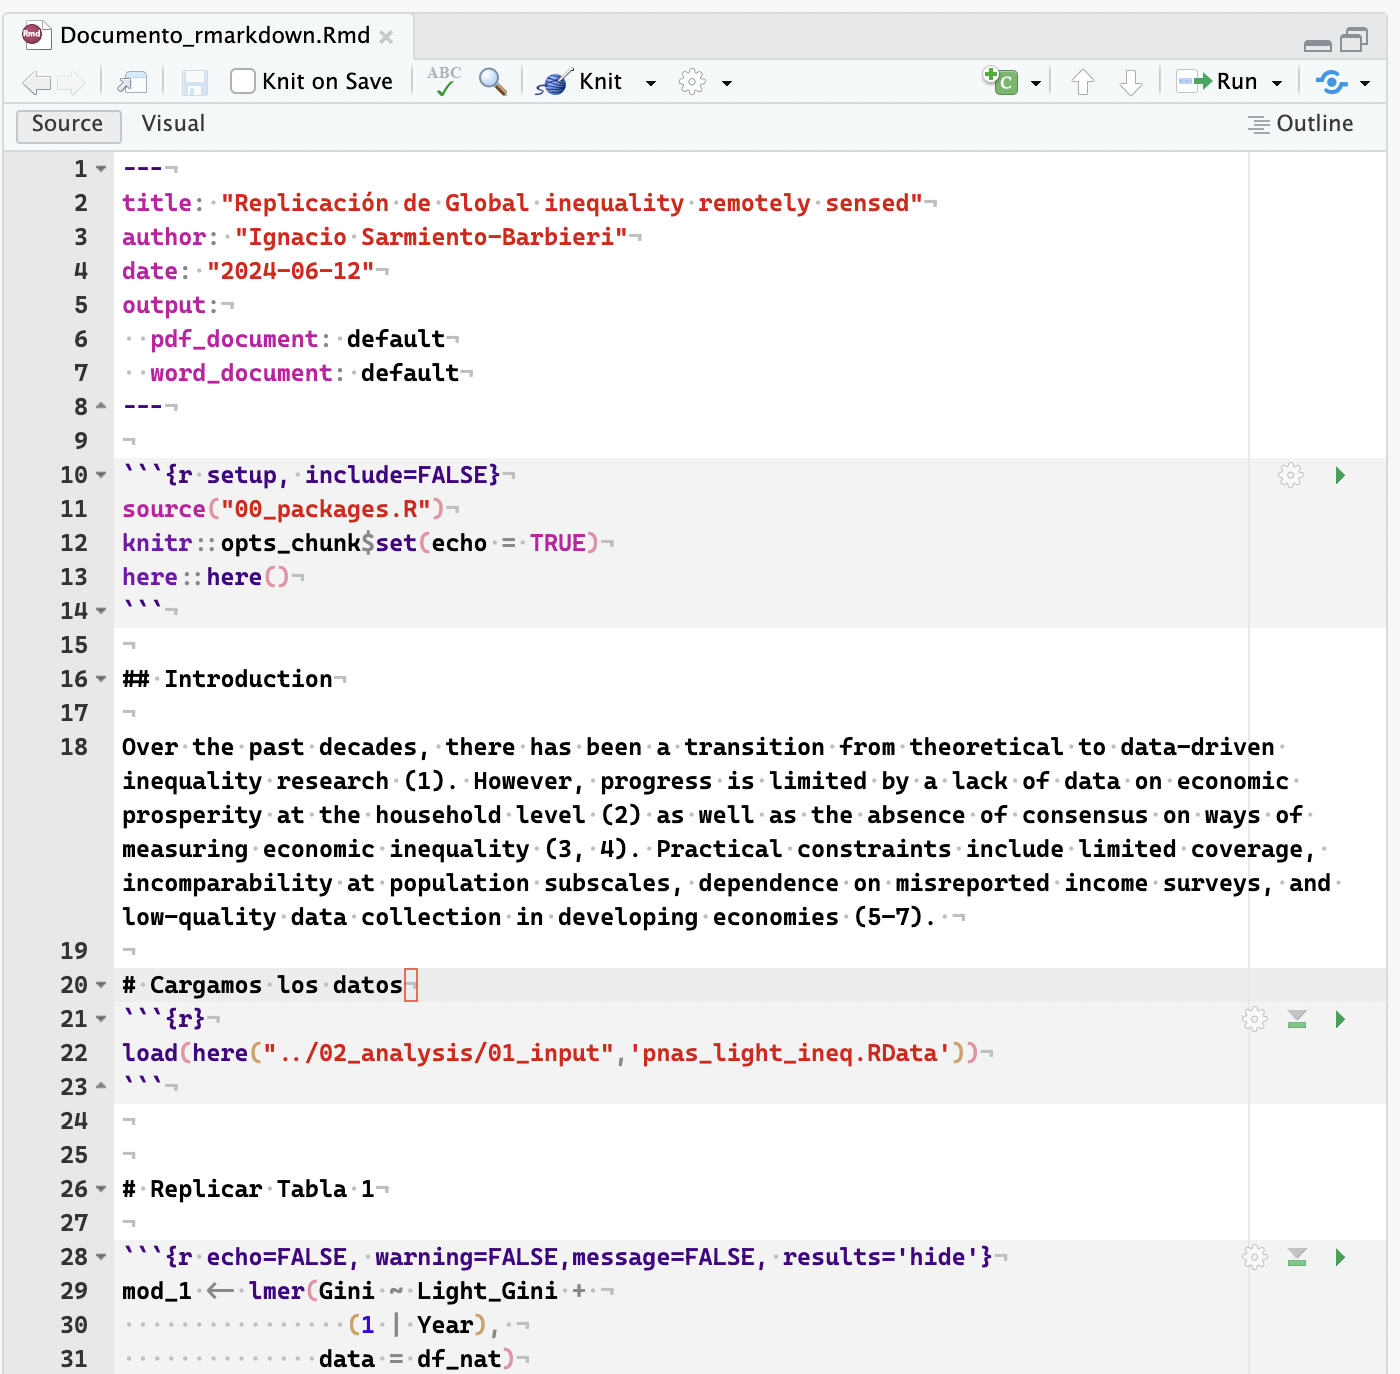 Rmd Documento_rmarkdown.Rmd
Knit on Save ABC Knit C Run
Source Visual Outline
1 ---
2 title: "Replicación de Global inequality remotely sensed"
3 author: "Ignacio Sarmiento-Barbieri"
4 date: "2024-06-12"
5 output:
6 pdf_document: default
7 word_document: default
8 ---
9
10 ```{r setup, include=FALSE}
11 source("00_packages.R")
12 knitr::opts_chunk$set(echo = TRUE)
13 here::here()
14 ```
15
16 ## Introduction
17
18 Over the past decades, there has been a transition from theoretical to data-driven
inequality research (1). However, progress is limited by a lack of data on economic
prosperity at the household level (2) as well as the absence of consensus on ways of
measuring economic inequality (3, 4). Practical constraints include limited coverage,
incomparability at population subscales, dependence on misreported income surveys, and
low-quality data collection in developing economies (5-7).
19
20 # Cargamos los datos
21 ```{r}
22 load(here("../02_analysis/01_input",'pnas_light_ineq.RData'))
23 ```
24
25
26 # Replicar Tabla 1
27
28 ```{r echo=FALSE, warning=FALSE,message=FALSE, results='hide'}
29 mod_1 <- lmer(Gini ~ Light_Gini +
30 (1 | Year),
31 data = df_nat)